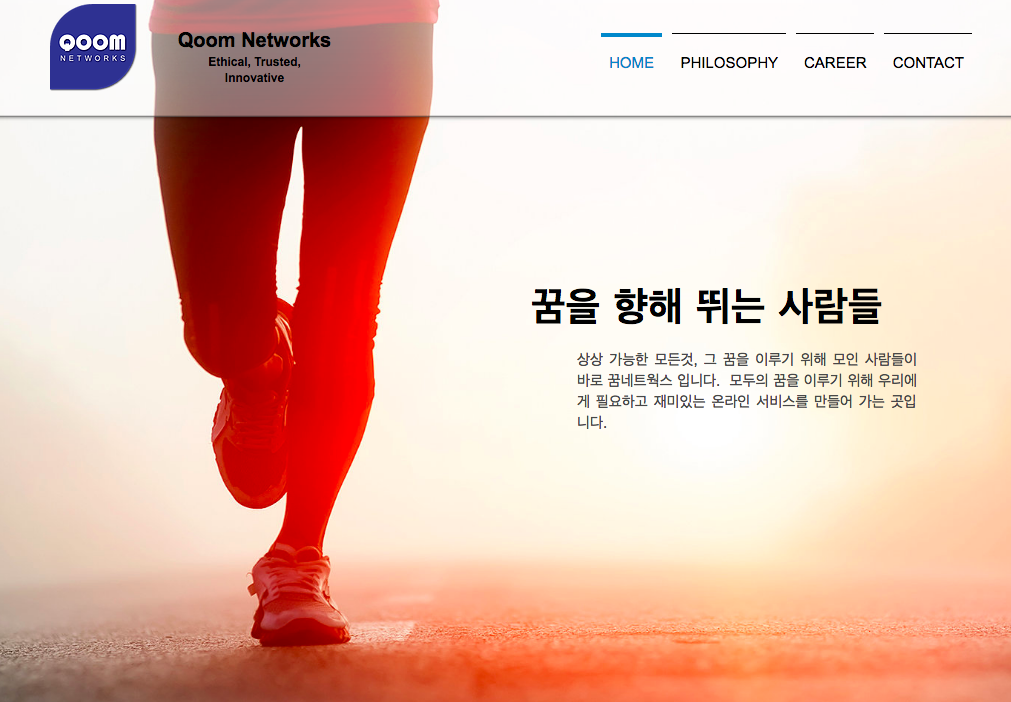 QOOM
NETWORKS
Qoom Networks
Ethical, Trusted,
Innovative
HOME
PHILOSOPHY
CAREER
CONTACT
꿈을 향해 뛰는 사람들
상상 가능한 모든것, 그 꿈을 이루기 위해 모인 사람들이
바로 꿈네트웍스 입니다. 모두의 꿈을 이루기 위해 우리에
게 필요하고 재미있는 온라인 서비스를 만들어 가는 곳입
니다.